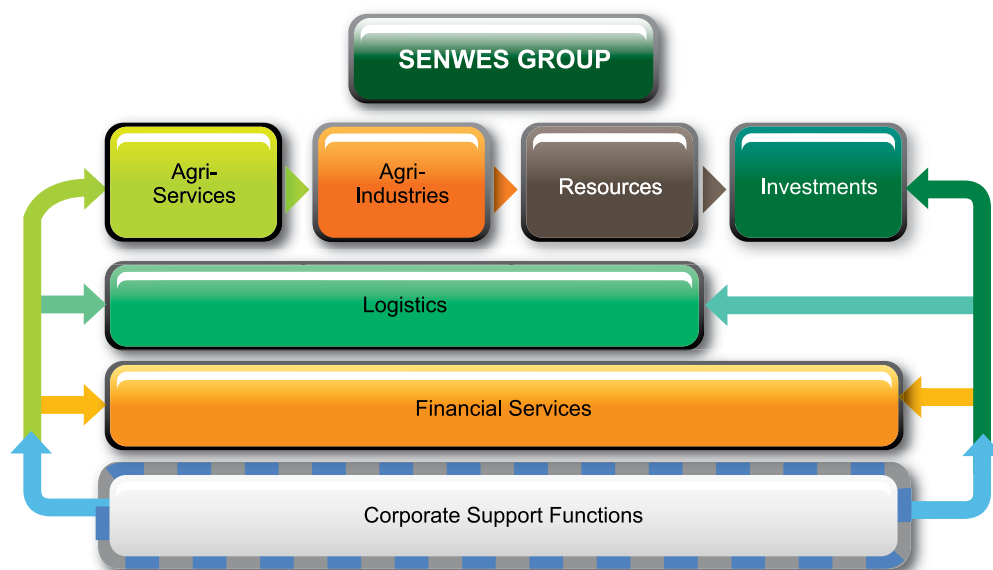 SENWES GROUP
Agri-
Services
Agri-
Industries
Resources
Investments
Logistics
Financial Services
Corporate Support Functions